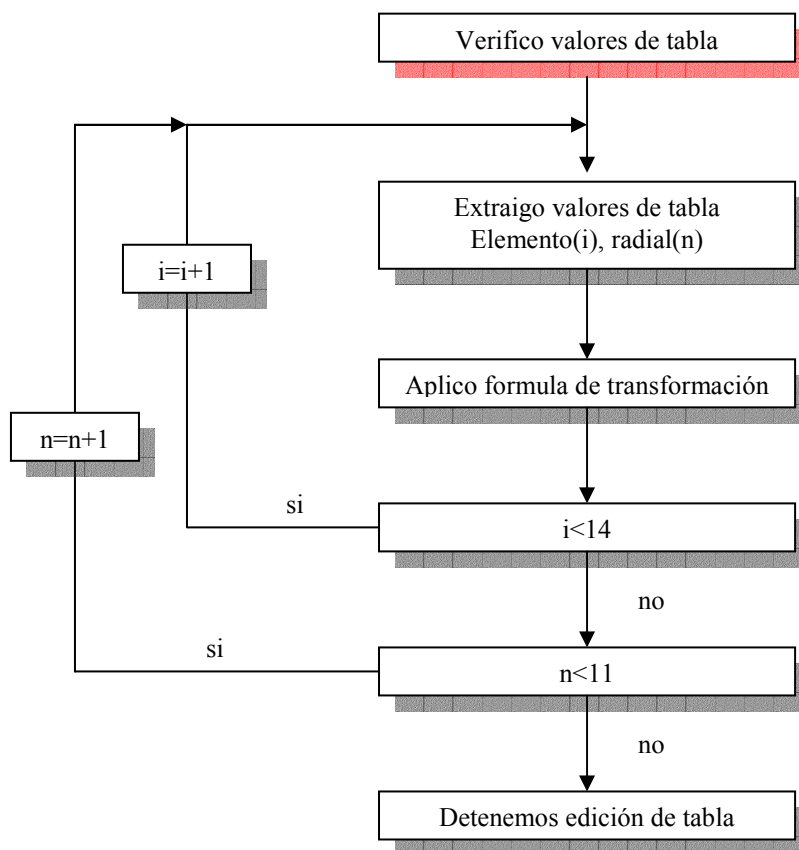 Verifico valores de tabla
Extraigo valores de tabla
Elemento(i), radial(n)
i=i+1
Aplico formula de transformación
n=n+1
si
i<14
no
si
n<11
no
Detenemos edición de tabla